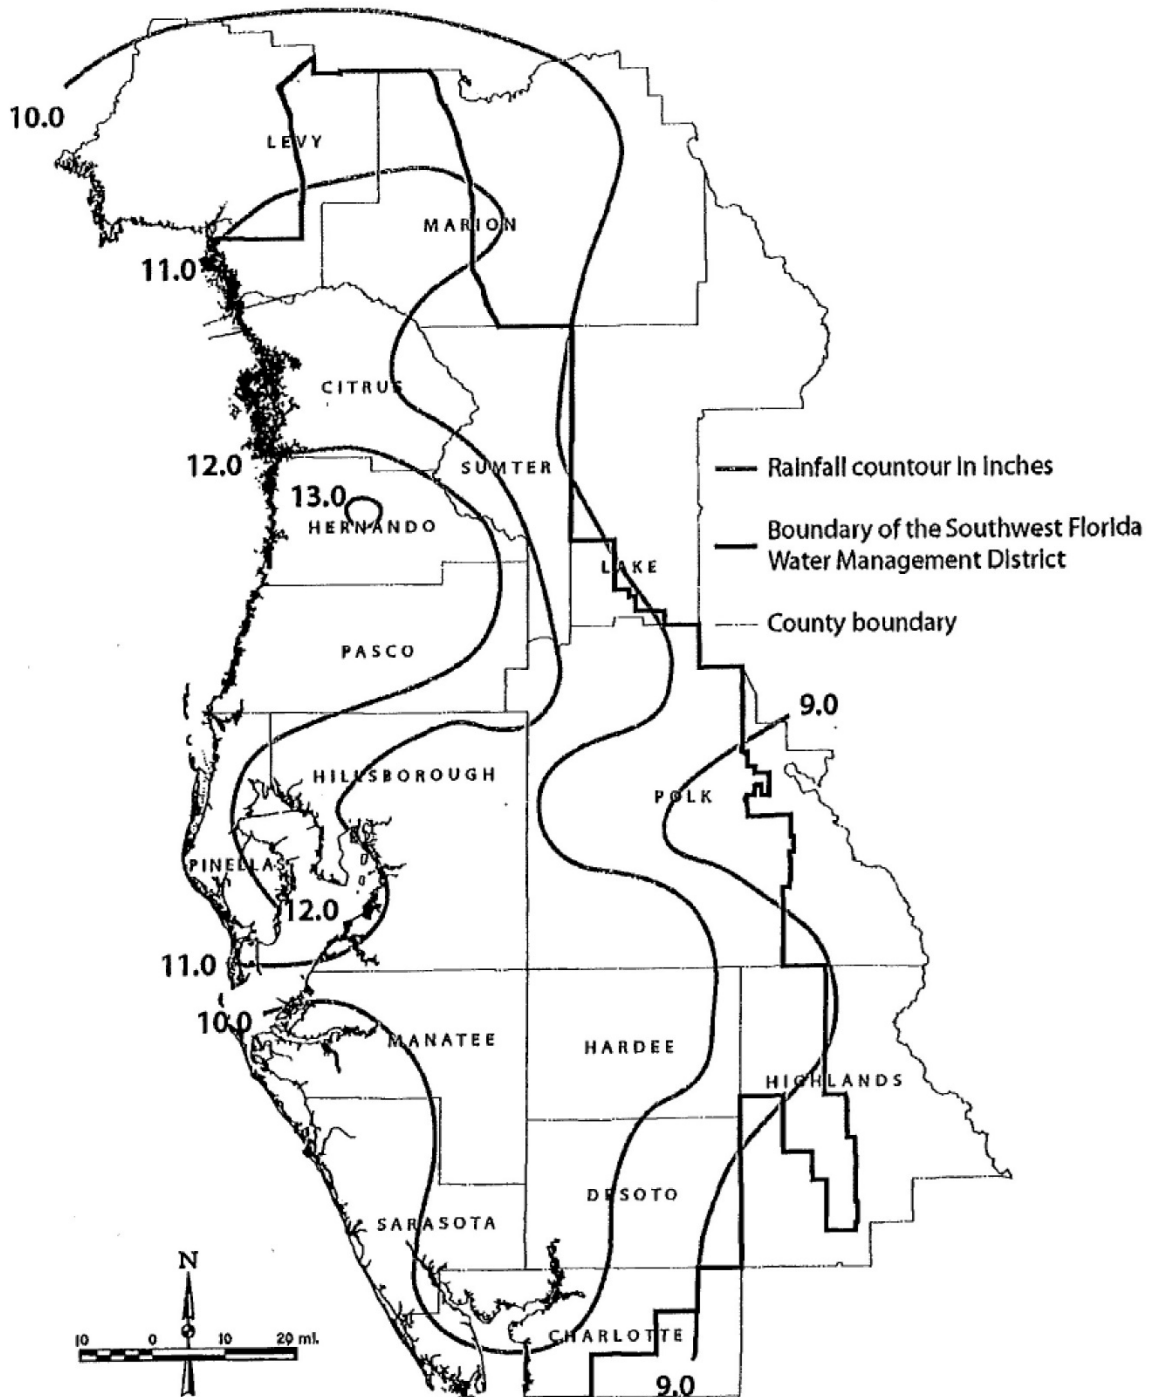 10.0
LEVY
MARION
11.0
CITRUS
12.0
SUMTER
Rainfall countour in inches
13.0
HERNANDO
Boundary of the Southwest Florida
Water Management District
LAKE
County boundary
PASCO
9.0
HILLSBOROUGH
POLK
PINELLAS
12.0
11.0
10.0
MANATEE
HARDEE
HIGHLANDS
DESOTO
SARASOTA
N
CHARLOTTE
10 0 10 20 mi.
9.0